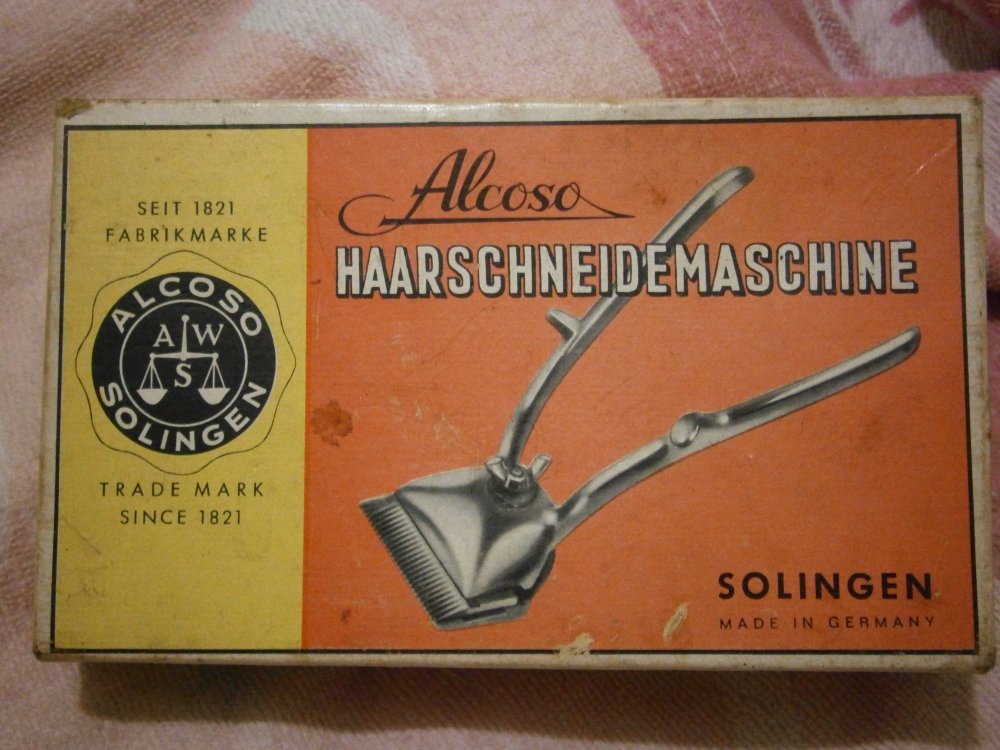 SEIT 1821
FABRIKMARKE
ALCOSO
A W
S
SOLINGEN
TRADE MARK
SINCE 1821
Alcoso
HAARSCHNEIDEMASCHINE
SOLINGEN
MADE IN GERMANY